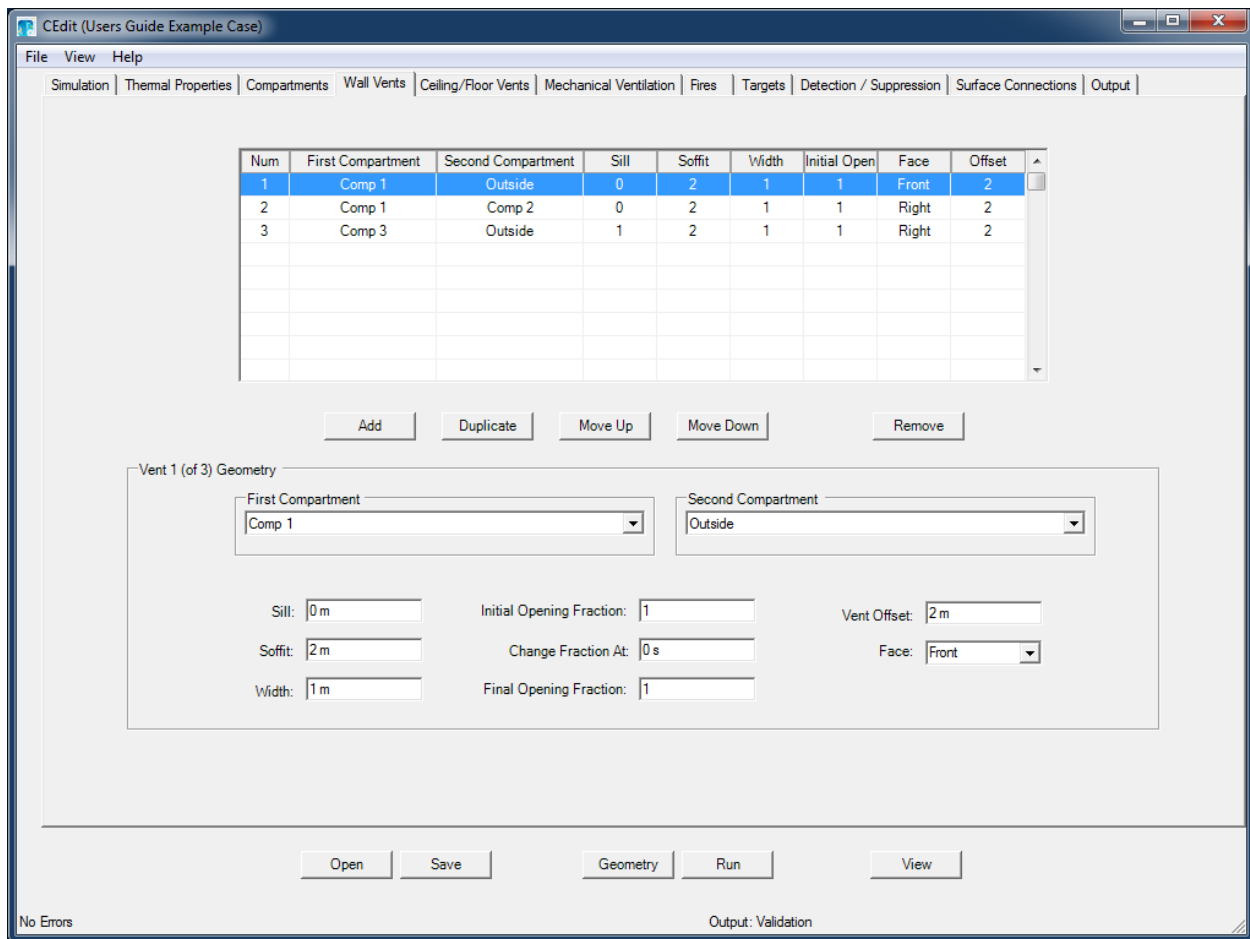 CEdit (Users Guide Example Case)
File View Help
Simulation Thermal Properties Compartments Wall Vents Ceiling/Floor Vents Mechanical Ventilation Fires Targets Detection / Suppression Surface Connections Output
Num First Compartment Second Compartment Sill Soffit Width Initial Open Face Offset
1 Comp 1 Outside 0 2 1 1 Front 2
2 Comp 1 Comp 2 0 2 1 1 Right 2
3 Comp 3 Outside 1 2 1 1 Right 2
Add Duplicate Move Up Move Down Remove
Vent 1 (of 3) Geometry
First Compartment Second Compartment
Comp 1 Outside
Sill: 0 m Initial Opening Fraction: 1 Vent Offset: 2 m
Soffit: 2 m Change Fraction At: 0 s Face: Front
Width: 1 m Final Opening Fraction: 1
Open Save Geometry Run View
No Errors Output: Validation